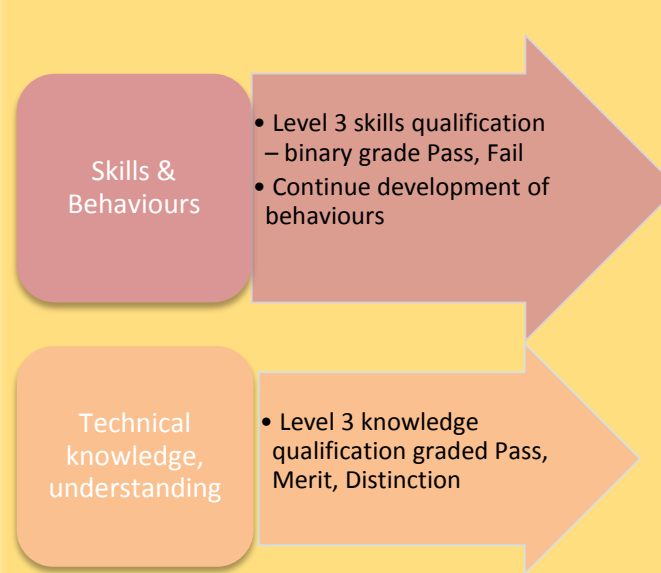 Skills &
Behaviours
• Level 3 skills qualification
– binary grade Pass, Fail
• Continue development of
behaviours
Technical
knowledge,
understanding
• Level 3 knowledge
qualification graded Pass,
Merit, Distinction